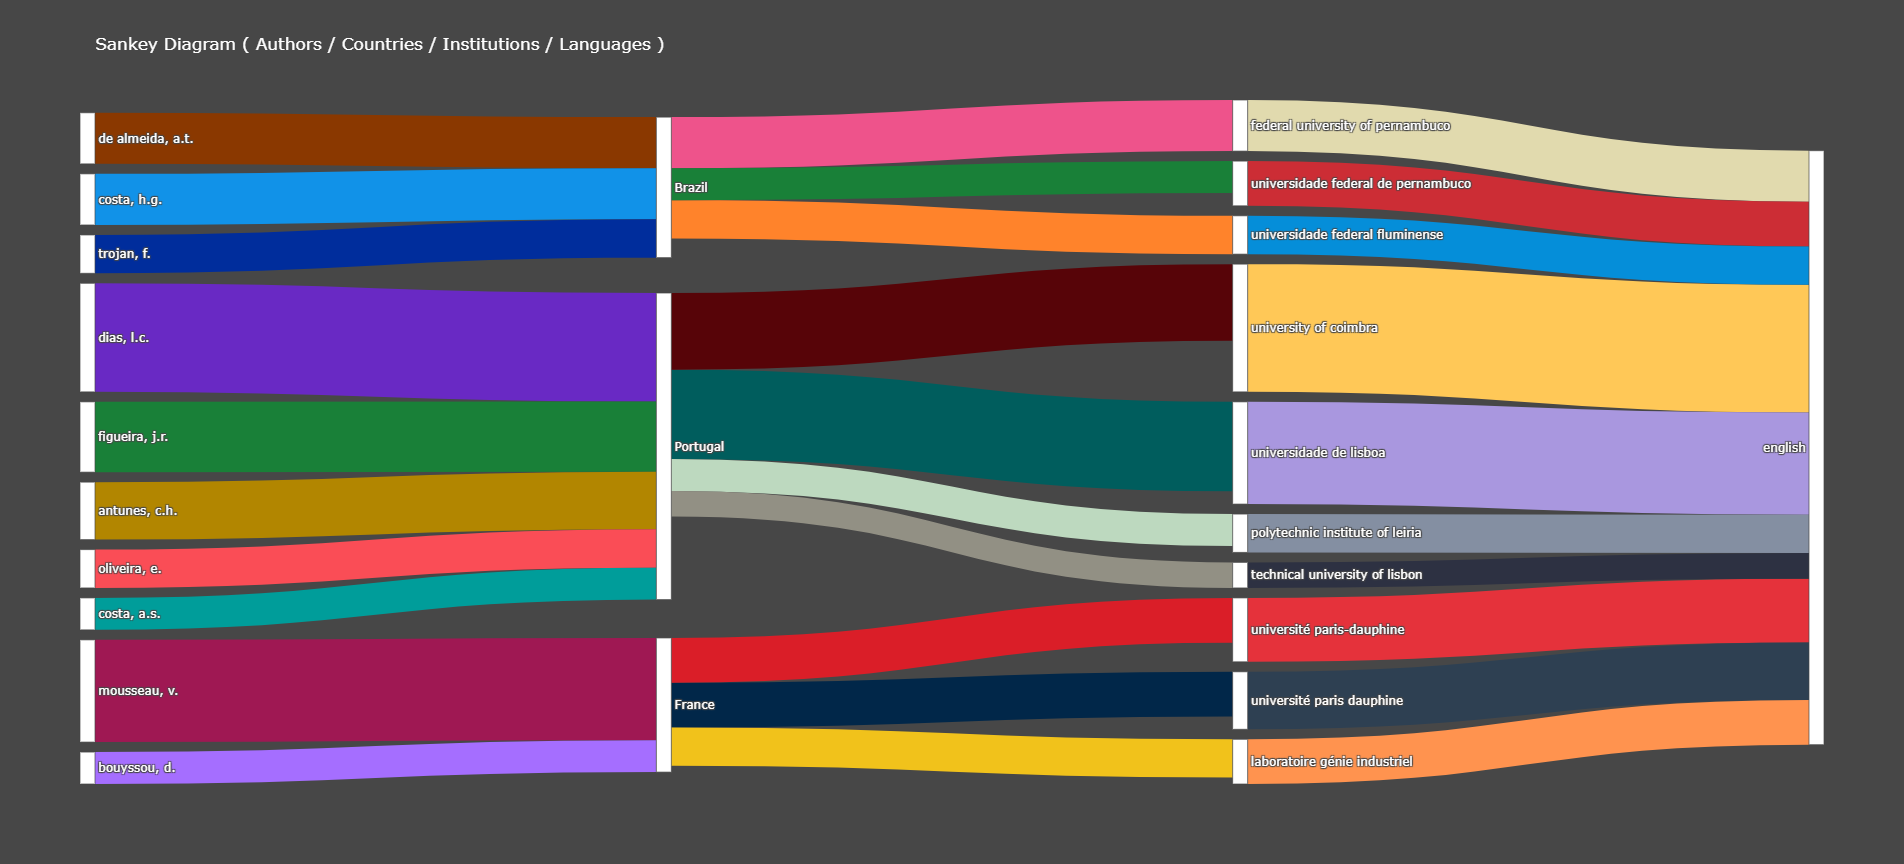 Sankey Diagram ( Authors / Countries / Institutions / Languages )
de almeida, a.t.
costa, h.g.
trojan, f.
dias, l.c.
figueira, j.r.
antunes, c.h.
oliveira, e.
costa, a.s.
mousseau, v.
bouyssou, d.
Brazil
Portugal
France
federal university of pernambuco
universidade federal de pernambuco
universidade federal fluminense
university of coimbra
universidade de lisboa
polytechnic institute of leiria
technical university of lisbon
université paris-dauphine
université paris dauphine
laboratoire génie industriel
english